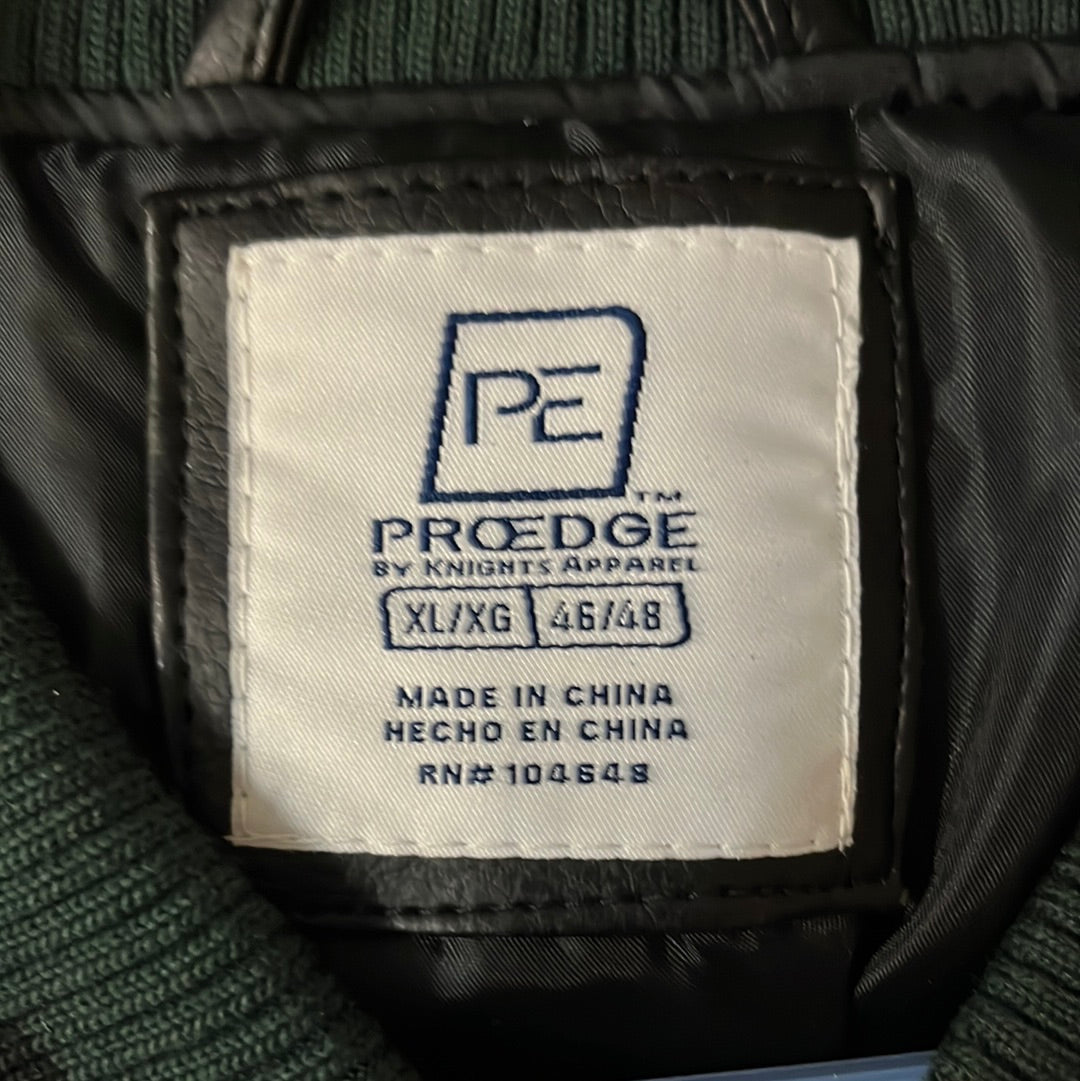 PE
TM
PROEDGE
BY KNIGHTS APPAREL
XL/XG 46/48
MADE IN CHINA
HECHO EN CHINA
RN# 104648